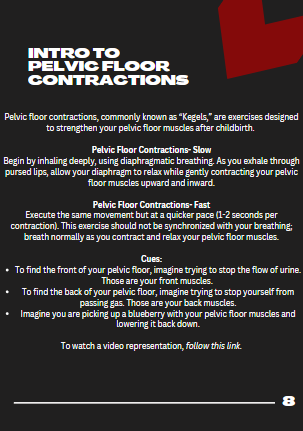 INTRO TO
PELVIC FLOOR
CONTRACTIONS
Pelvic floor contractions, commonly known as “Kegels,” are exercises designed
to strengthen your pelvic floor muscles after childbirth.
Pelvic Floor Contractions- Slow
Begin by inhaling deeply, using diaphragmatic breathing. As you exhale through
pursed lips, allow your diaphragm to relax while gently contracting your pelvic
floor muscles upward and inward.
Pelvic Floor Contractions- Fast
Execute the same movement but at a quicker pace (1-2 seconds per
contraction). This exercise should not be synchronized with your breathing;
breath normally as you contract and relax your pelvic floor muscles.
Cues:
• To find the front of your pelvic floor, imagine trying to stop the flow of urine.
Those are your front muscles.
• To find the back of your pelvic floor, imagine trying to stop yourself from
passing gas. Those are your back muscles.
• Imagine you are picking up a blueberry with your pelvic floor muscles and
lowering it back down.
To watch a video representation, follow this link.
8